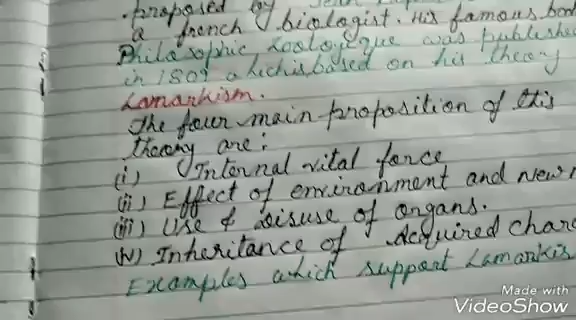 proposed by
a french biologist. His famous book
Philosophic Zoologique was published
in 1809 which is based on his theory
Lamarkism.
The four main proposition of this
theory are:
(i) Internal vital force
(ii) Effect of environment and new
(iii) Use & Disuse of organs.
(iv) Inheritance of Acquired chara
Examples which support Lamarkis
Made with
VideoShow